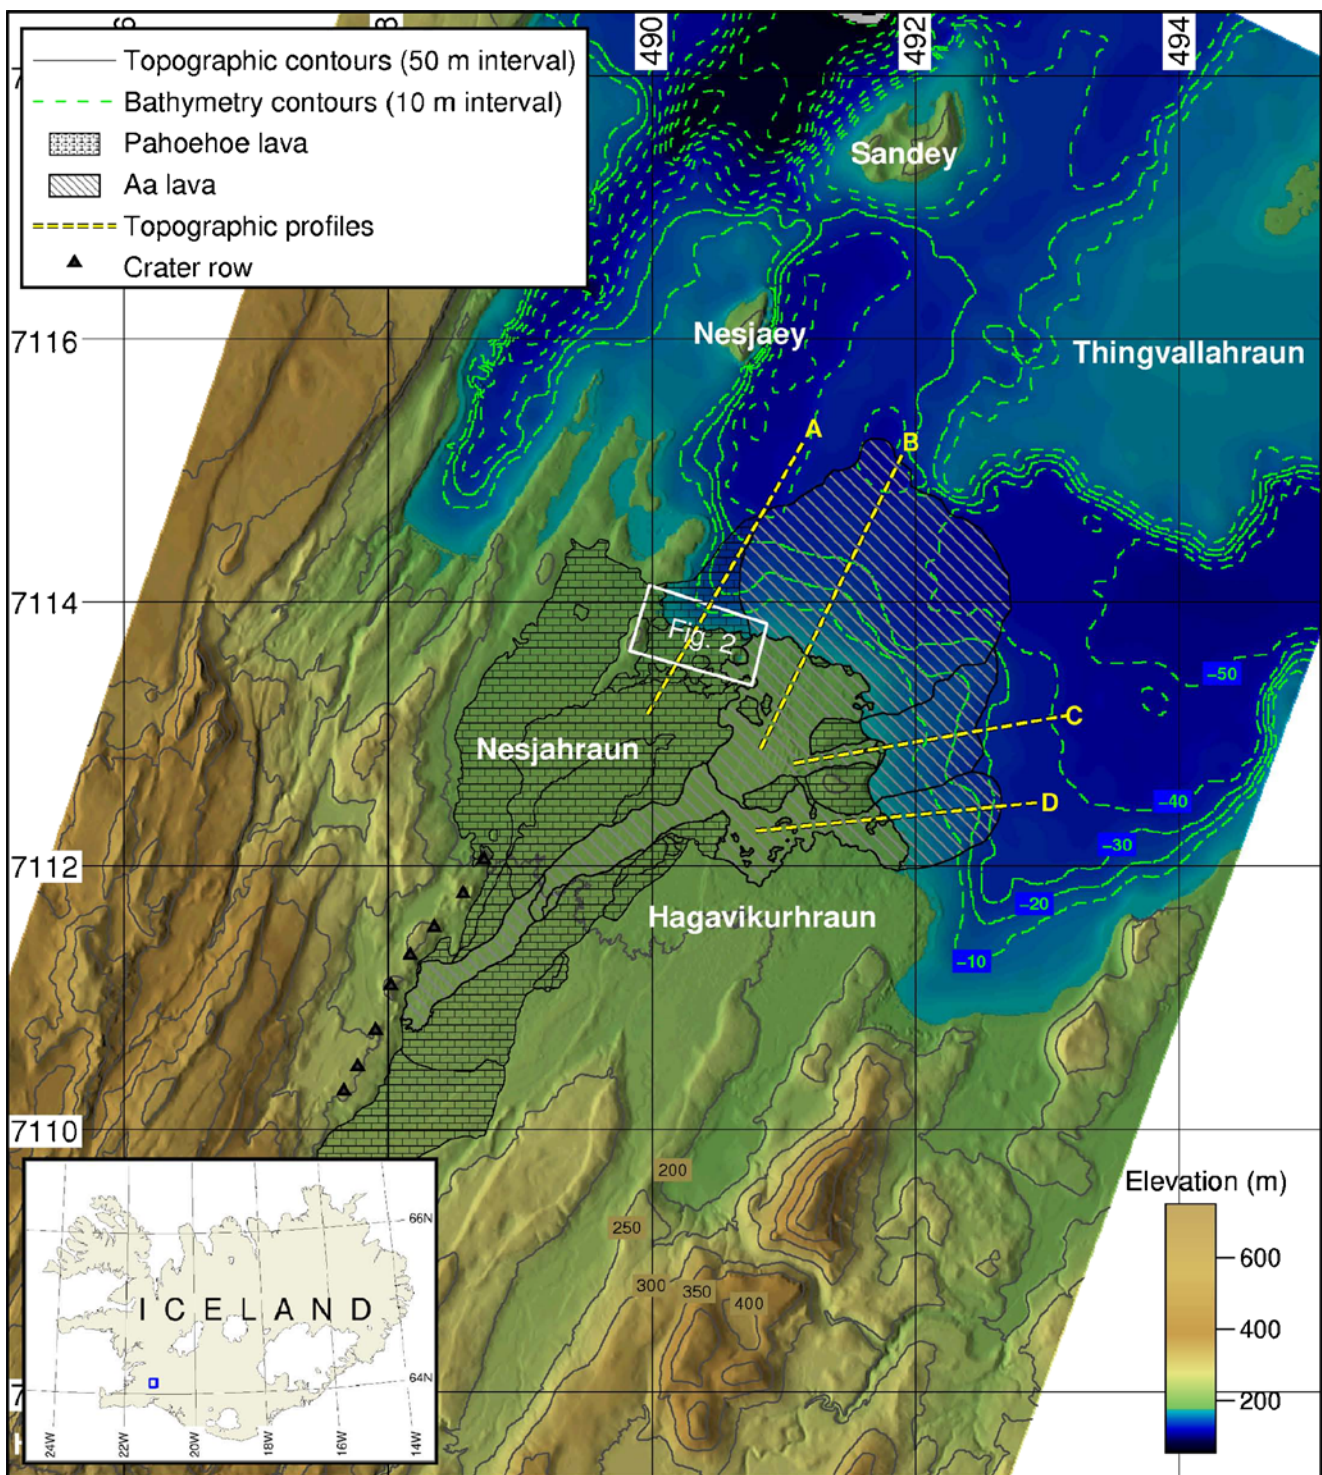 490
492
494
Topographic contours (50 m interval)
Bathymetry contours (10 m interval)
Pahoehoe lava
Aa lava
Topographic profiles
Crater row
Sandey
Nesjaey
7116
Thingvallahraun
A
B
7114
Fig. 2
-50
C
Nesjahraun
D
-40
-30
7112
Hagavikurhraun
-20
-10
7110
200
250
300
350
400
Elevation (m)
600
400
200
66N
ICELAND
64N
24W
22W
20W
18W
16W
14W